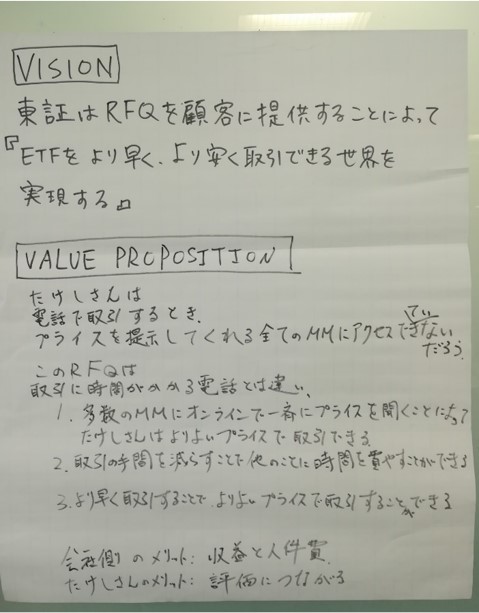 VISION
東証はRFQを顧客に提供することによって
『ETFをより早く、より安く取引できる世界を
実現する』
VALUE PROPOSITION
たけしさんは
電話で取引するとき、
プライスを提示してくれる全てのMMにアクセスできていないだろう
このRFQは
取引に時間がかかる電話とは違い、
1. 多数のMMにオンラインで一斉にプライスを聞くことによって
たけしさんはよりよいプライスで取引できる
2. 取引の手間を減らすことで他のことに時間を費やすことができる
3. より早く取引することで、よりよいプライスで取引することができる
会社側のメリット: 収益と人件費
たけしさんのメリット: 評価につながる